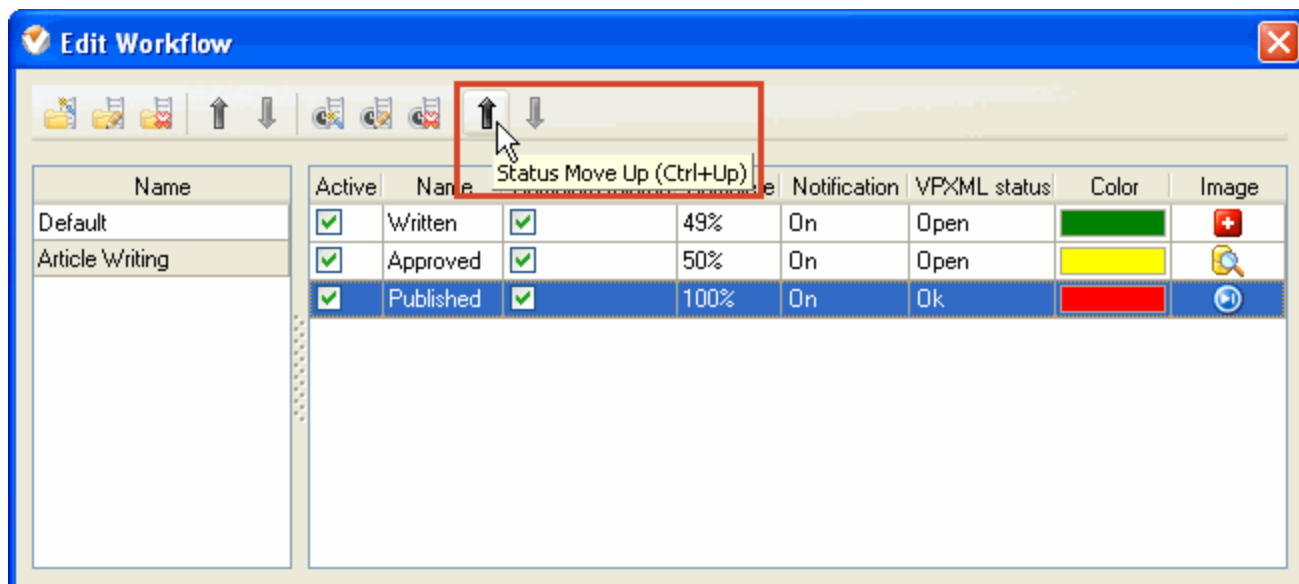 Edit Workflow
Status Move Up (Ctrl+Up)
Name
Default
Article Writing
Active Name Notification VPXML status Color Image
Written 49% On Open
Approved 50% On Open
Published 100% On Ok